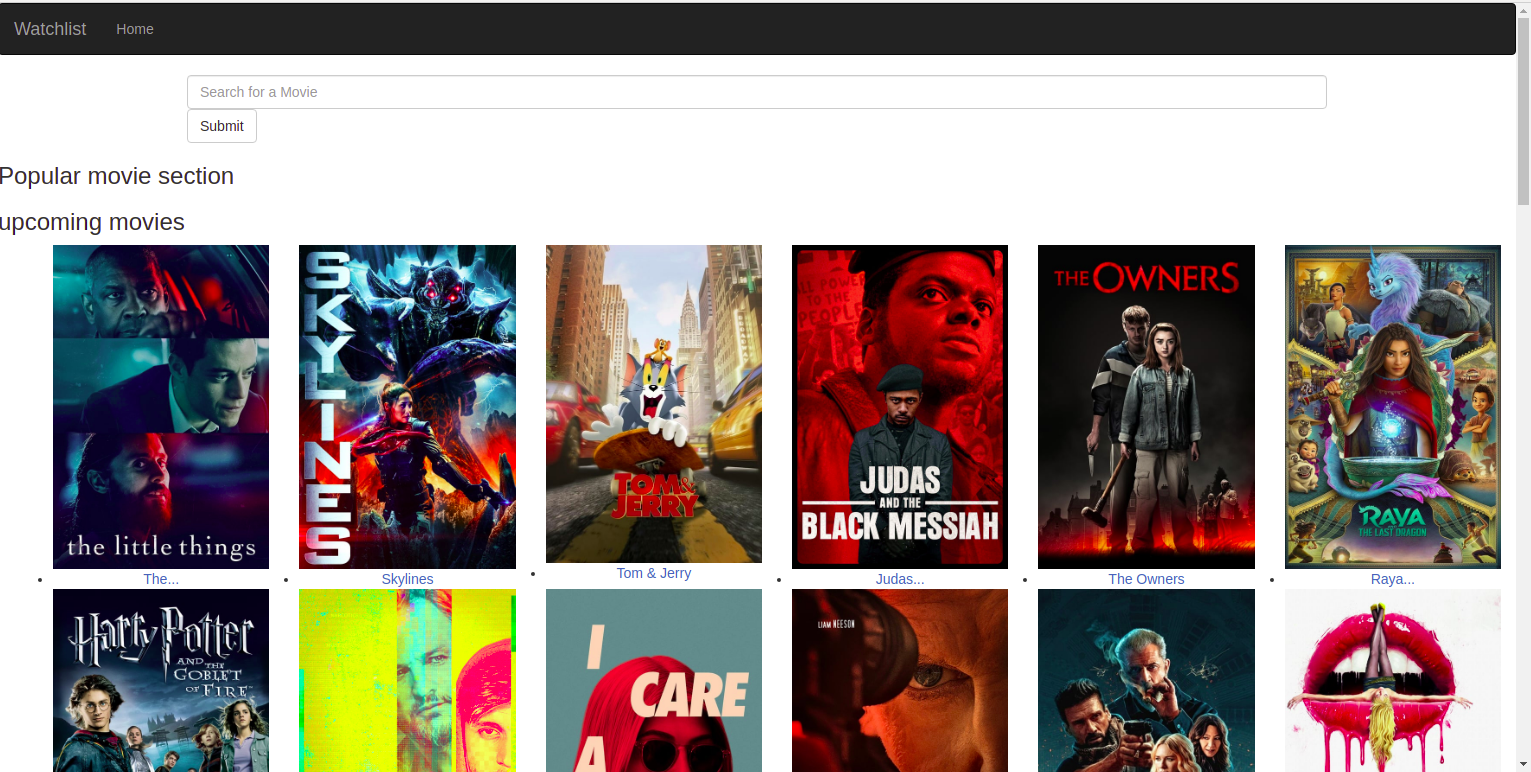 Watchlist Home
Search for a Movie
Submit
Popular movie section
upcoming movies
the little things
SKYLINES
TOM & JERRY
ALL POWER TO THE PEOPLE
JUDAS
AND THE
BLACK MESSIAH
THE OWNERS
RAYA
AND
THE LAST DRAGON
The...
Skylines
Tom & Jerry
Judas...
The Owners
Raya...
Harry Potter
AND THE
GOBLET
OF FIRE
I
CARE
A
LIAM NEESON